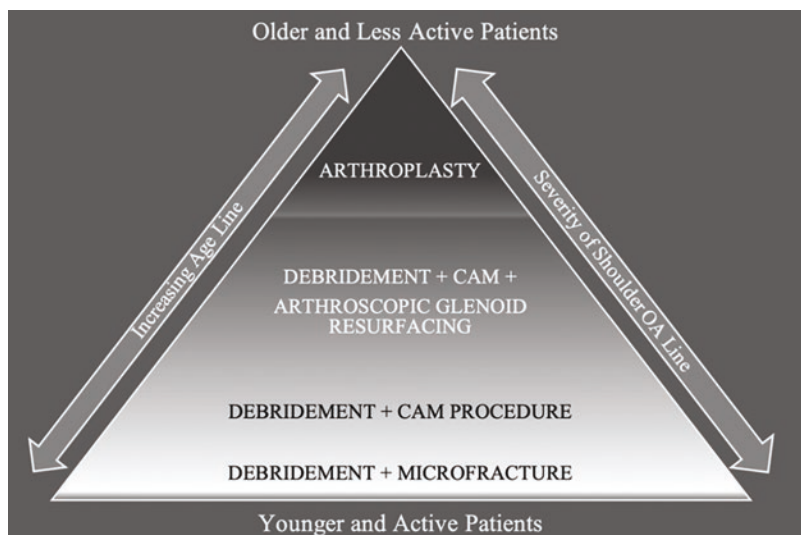 Older and Less Active Patients
Increasing Age Line
Severity of Shoulder OA Line
ARTHROPLASTY
DEBRIDEMENT + CAM +
ARTHROSCOPIC GLENOID
RESURFACING
DEBRIDEMENT + CAM PROCEDURE
DEBRIDEMENT + MICROFRACTURE
Younger and Active Patients